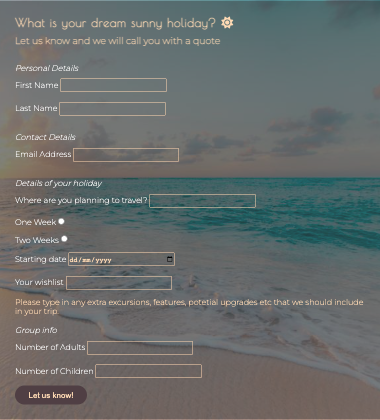 What is your dream sunny holiday?
Let us know and we will call you with a quote
Personal Details
First Name
Last Name
Contact Details
Email Address
Details of your holiday
Where are you planning to travel?
One Week
Two Weeks
Starting date dd/mm/yyyy
Your wishlist
Please type in any extra excursions, features, potetial upgrades etc that we should include
in your trip.
Group info
Number of Adults
Number of Children
Let us know!